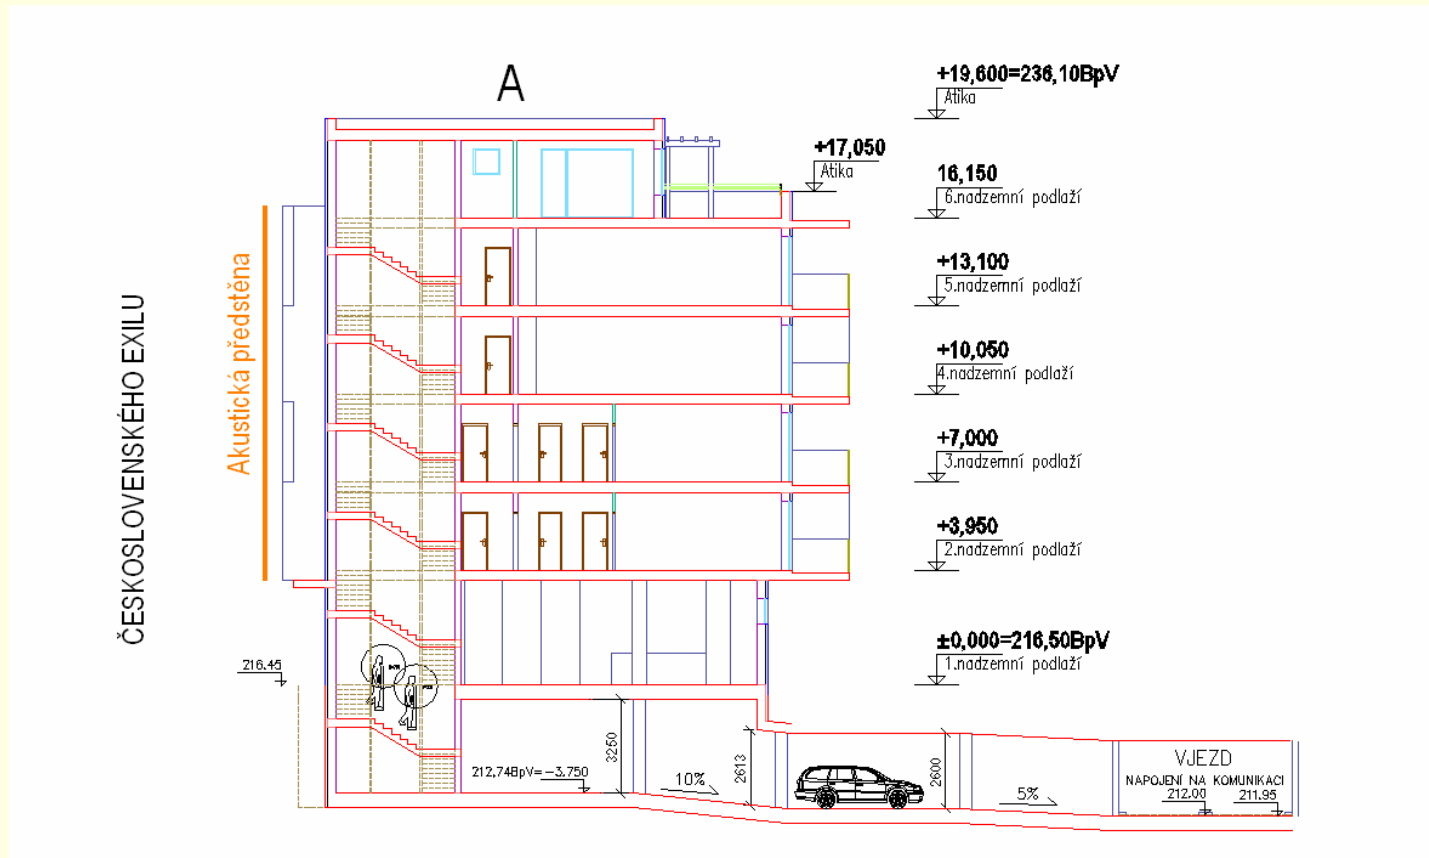 A
+19,600=236,10BpV
Atika
+17,050
Atika
16,150
6.nadzemní podlaží
+13,100
5.nadzemní podlaží
+10,050
4.nadzemní podlaží
+7,000
3.nadzemní podlaží
+3,950
2.nadzemní podlaží
±0,000=216,50BpV
1.nadzemní podlaží
ČESKOSLOVENSKÉHO EXILU
Akustická předstěna
216.45
212,74BpV= -3.750
3250
10%
2613
2600
5%
VJEZD
NAPOJENÍ NA KOMUNIKACI
212.00
211.95